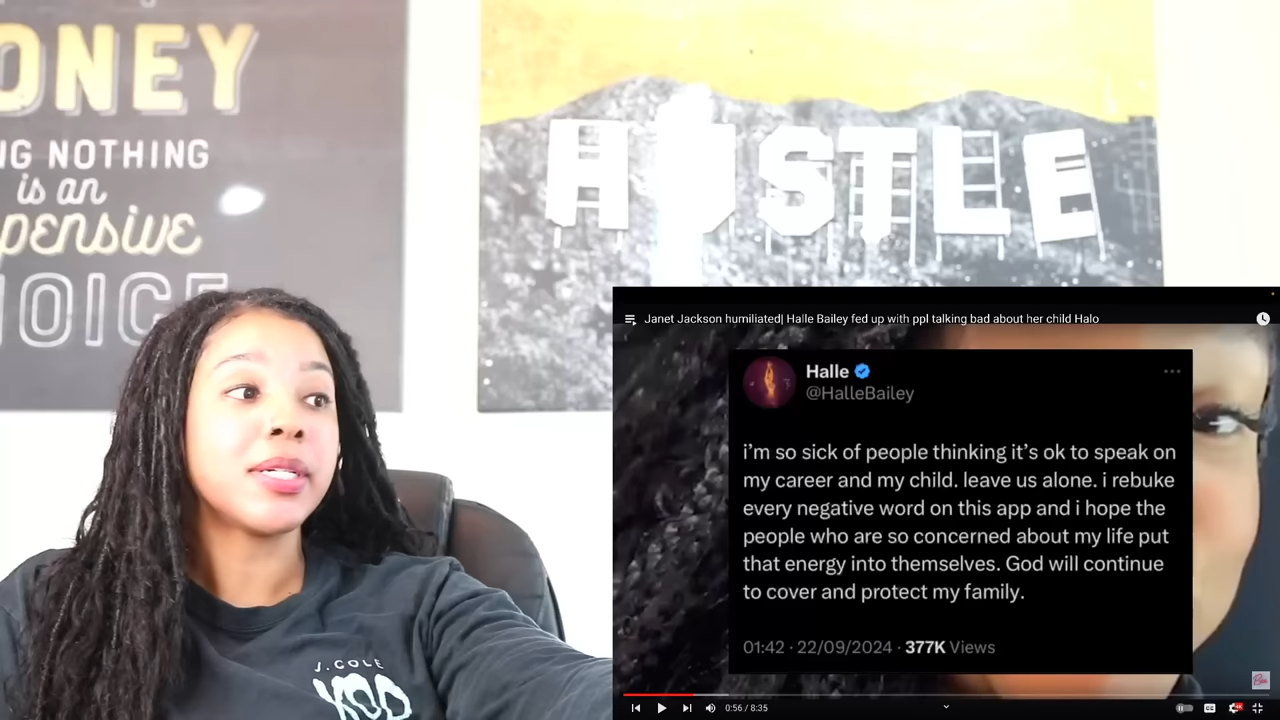 ONEY
NG NOTHING
is an
pensive
HOICE
HUSTLE
J. COLE
KOD
Janet Jackson humiliated| Halle Bailey fed up with ppl talking bad about her child Halo
Halle
@HalleBailey
i'm so sick of people thinking it's ok to speak on
my career and my child. leave us alone. i rebuke
every negative word on this app and i hope the
people who are so concerned about my life put
that energy into themselves. God will continue
to cover and protect my family.
01:42 · 22/09/2024 · 377K Views
0:56 / 8:35